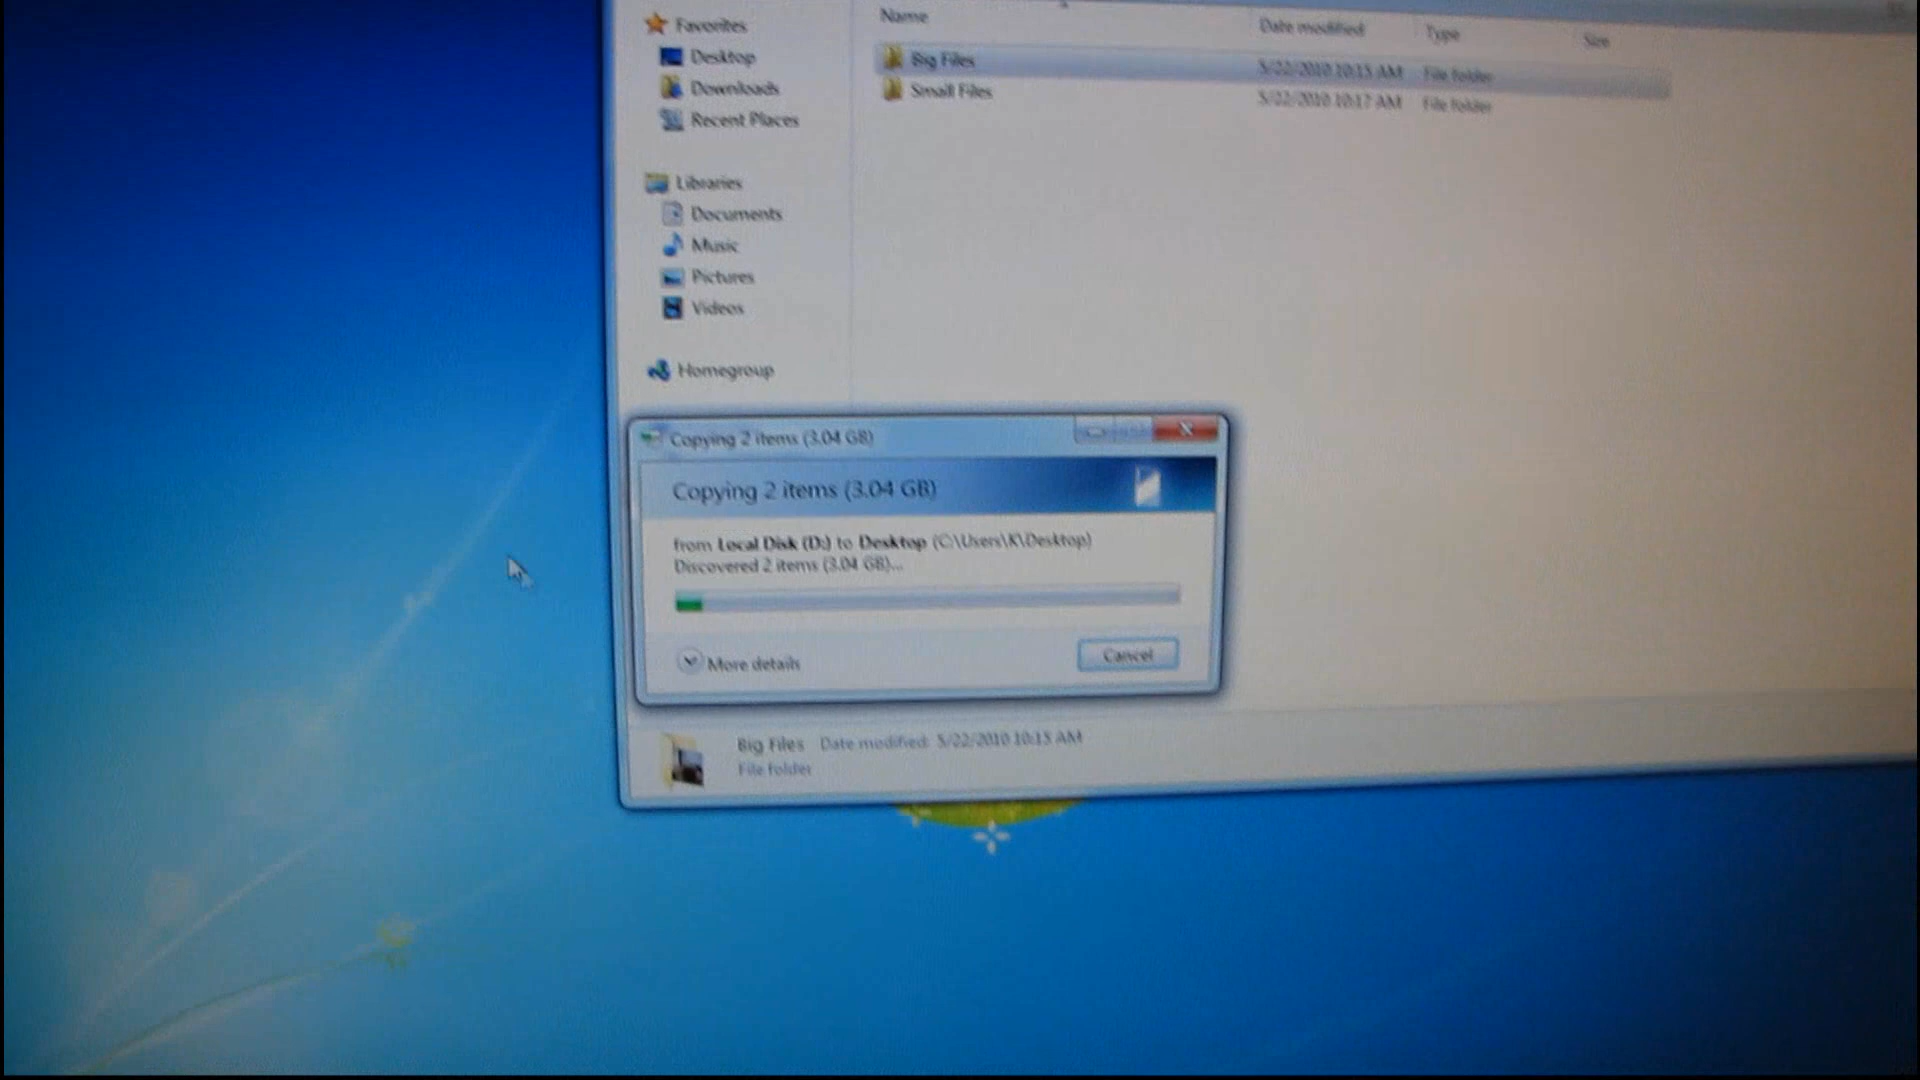 Favorites
Desktop
Downloads
Recent Places
Libraries
Documents
Music
Pictures
Videos
Homegroup
Name Date modified Type Size
Big Files 5/22/2010 10:15 AM File folder
Small Files 5/22/2010 10:17 AM File folder
Copying 2 items (3.04 GB)
Copying 2 items (3.04 GB)
from Local Disk (D:) to Desktop (C:\Users\K\Desktop)
Discovered 2 items (3.04 GB)...
More details
Cancel
Big Files Date modified: 5/22/2010 10:15 AM
File folder